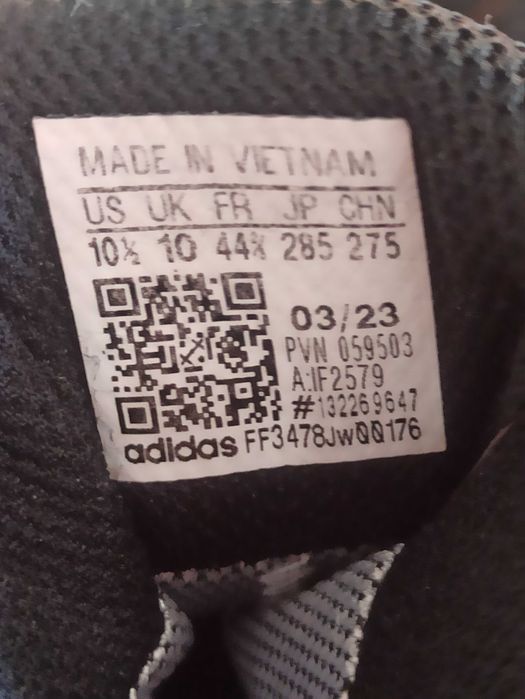 MADE IN VIETNAM
US UK FR JP CHN
10½ 10 44⅔ 285 275
03/23
PVN 059503
A:IF2579
#132269647
adidas FF3478Jw00176